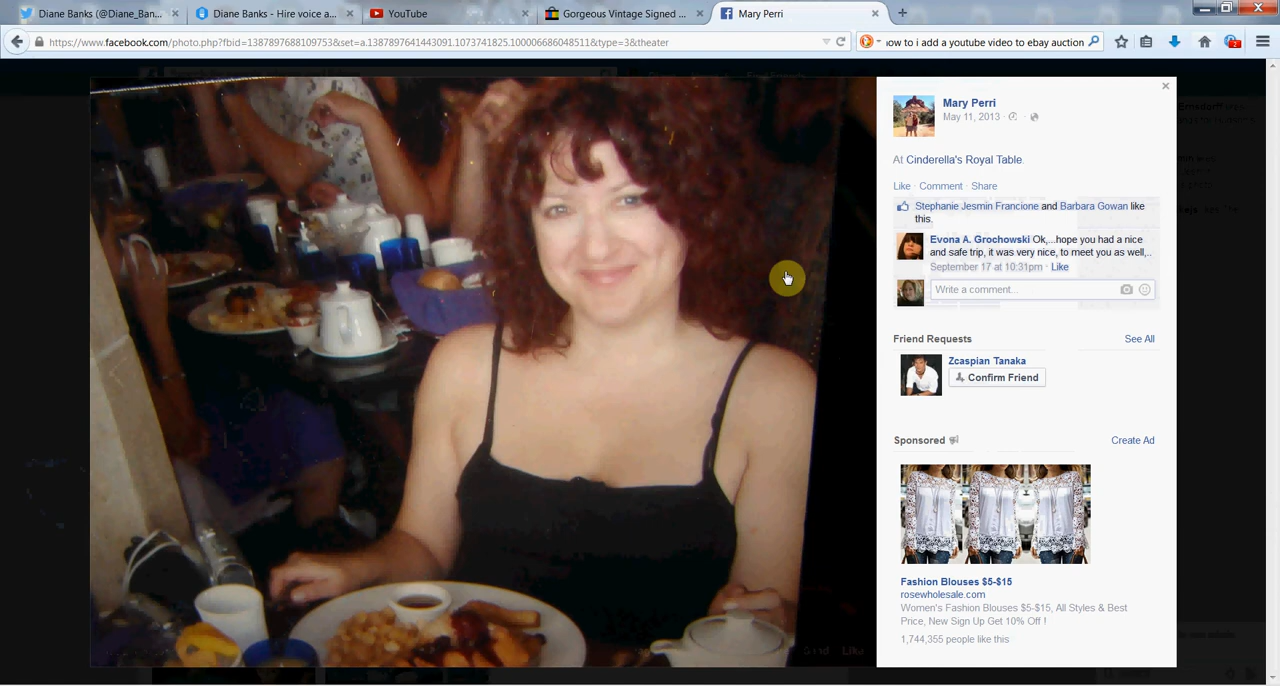 Diane Banks (@Diane_Ban...
Diane Banks - Hire voice a...
YouTube
Gorgeous Vintage Signed ...
Mary Perri
https://www.facebook.com/photo.php?fbid=1387897688109753&set=a.1387897641443091.1073741825.100006686048511&type=3&theater
now to i add a youtube video to ebay auction
2
Mary Perri
May 11, 2013 ·
At Cinderella's Royal Table.
Like · Comment · Share
Stephanie Jesmin Francione and Barbara Gowan like
this.
Evona A. Grochowski Ok,...hope you had a nice
and safe trip, it was very nice, to meet you as well,..
September 17 at 10:31pm · Like
Write a comment...
Friend Requests
See All
Zcaspian Tanaka
Confirm Friend
Sponsored
Create Ad
Fashion Blouses $5-$15
rosewholesale.com
Women's Fashion Blouses $5-$15, All Styles & Best
Price, New Sign Up Get 10% Off !
1,744,355 people like this
Like